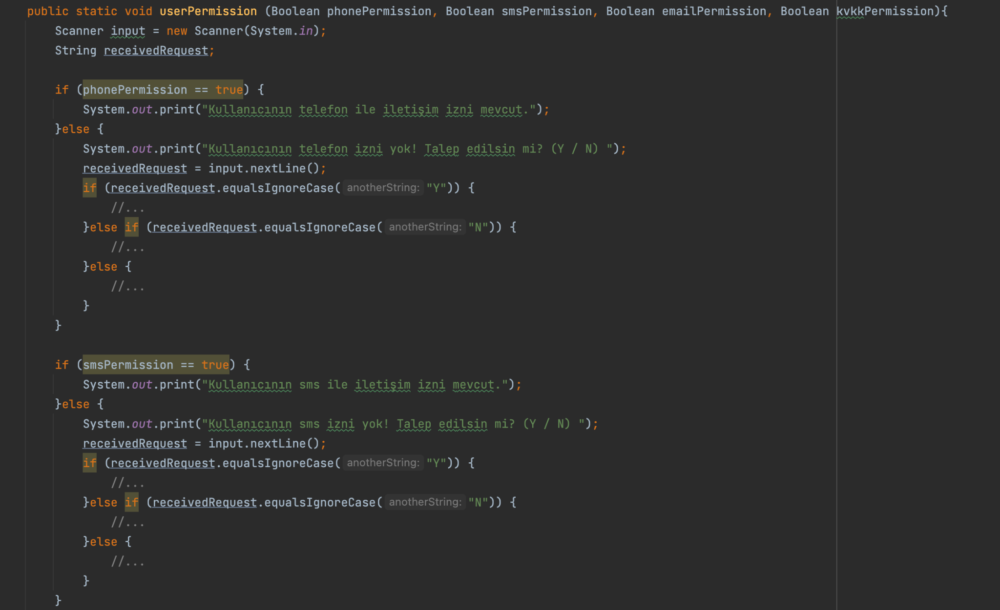 public static void userPermission (Boolean phonePermission, Boolean smsPermission, Boolean emailPermission, Boolean kvkkPermission){
Scanner input = new Scanner(System.in);
String receivedRequest;
if (phonePermission == true) {
System.out.print("Kullanıcının telefon ile iletişim izni mevcut.");
}else {
System.out.print("Kullanıcının telefon izni yok! Talep edilsin mi? (Y / N) ");
receivedRequest = input.nextLine();
if (receivedRequest.equalsIgnoreCase( anotherString: "Y")) {
//...
}else if (receivedRequest.equalsIgnoreCase( anotherString: "N")) {
//...
}else {
//...
}
}
if (smsPermission == true) {
System.out.print("Kullanıcının sms ile iletişim izni mevcut.");
}else {
System.out.print("Kullanıcının sms izni yok! Talep edilsin mi? (Y / N) ");
receivedRequest = input.nextLine();
if (receivedRequest.equalsIgnoreCase( anotherString: "Y")) {
//...
}else if (receivedRequest.equalsIgnoreCase( anotherString: "N")) {
//...
}else {
//...
}
}